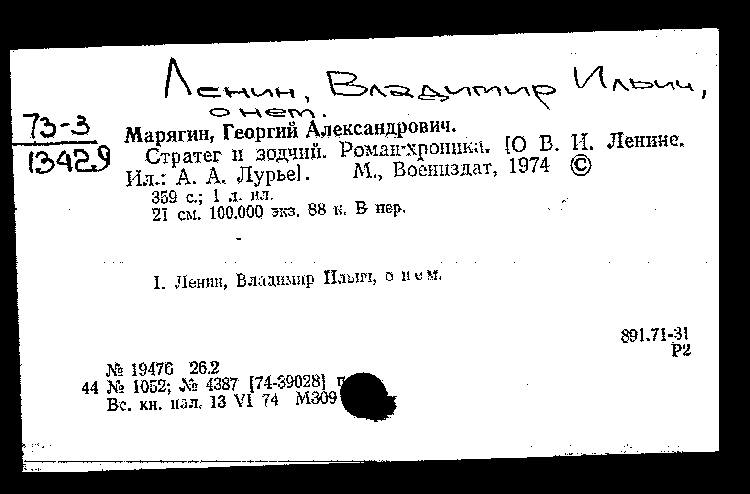 Ленин, Владимир Ильич,
о нем.
73-3
13429
Марягин, Георгий Александрович.
Стратег и зодчий. Роман-хроника. [О В. И. Ленине.
Ил.: А. А. Лурье]. М., Воениздат, 1974 ©
359 с.; 1 л. ил.
21 см. 100.000 экз. 88 к. В пер.
1. Ленин, Владимир Ильич, о нем.
891.71-31
Р2
№ 19476 26.2
44 № 1052; № 4387 [74-39028] п
Вс. кн. пал. 13 VI 74 М309